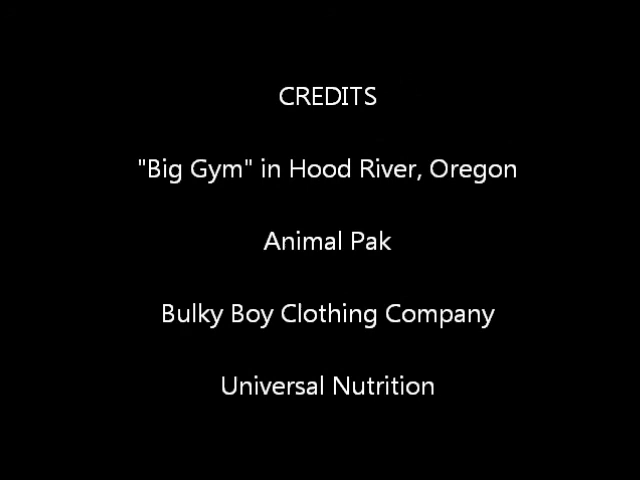 CREDITS
"Big Gym" in Hood River, Oregon
Animal Pak
Bulky Boy Clothing Company
Universal Nutrition